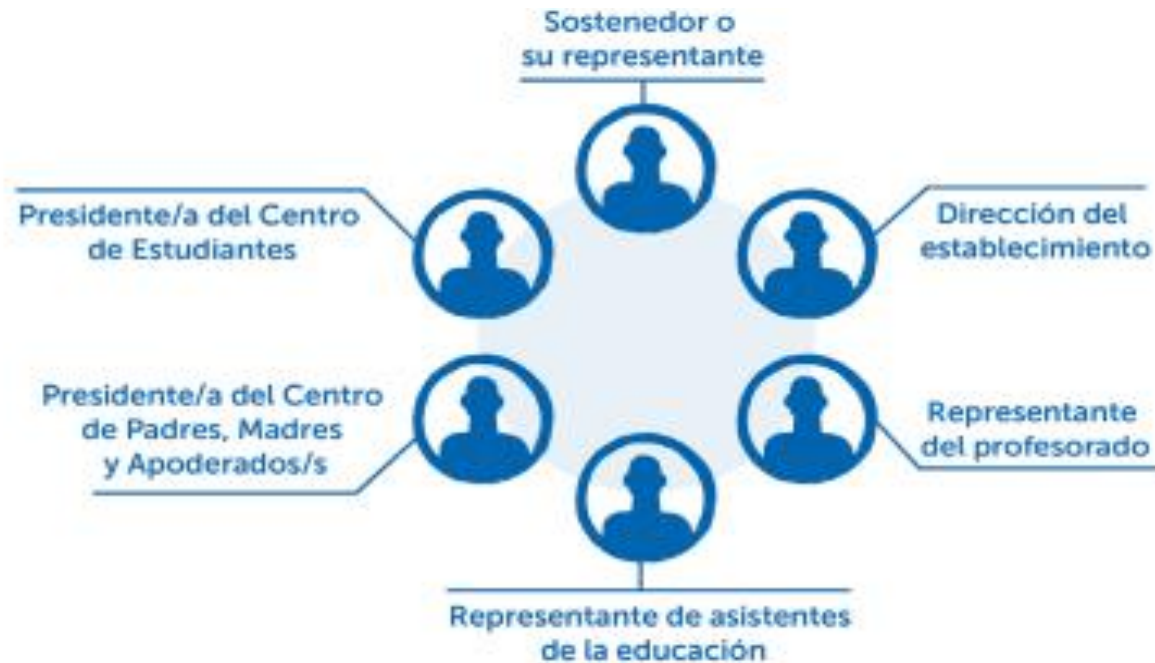 Sostenedor o
su representante
Presidente/a del Centro
de Estudiantes
Dirección del
establecimiento
Presidente/a del Centro
de Padres, Madres
y Apoderados/s
Representante
del profesorado
Representante de asistentes
de la educación